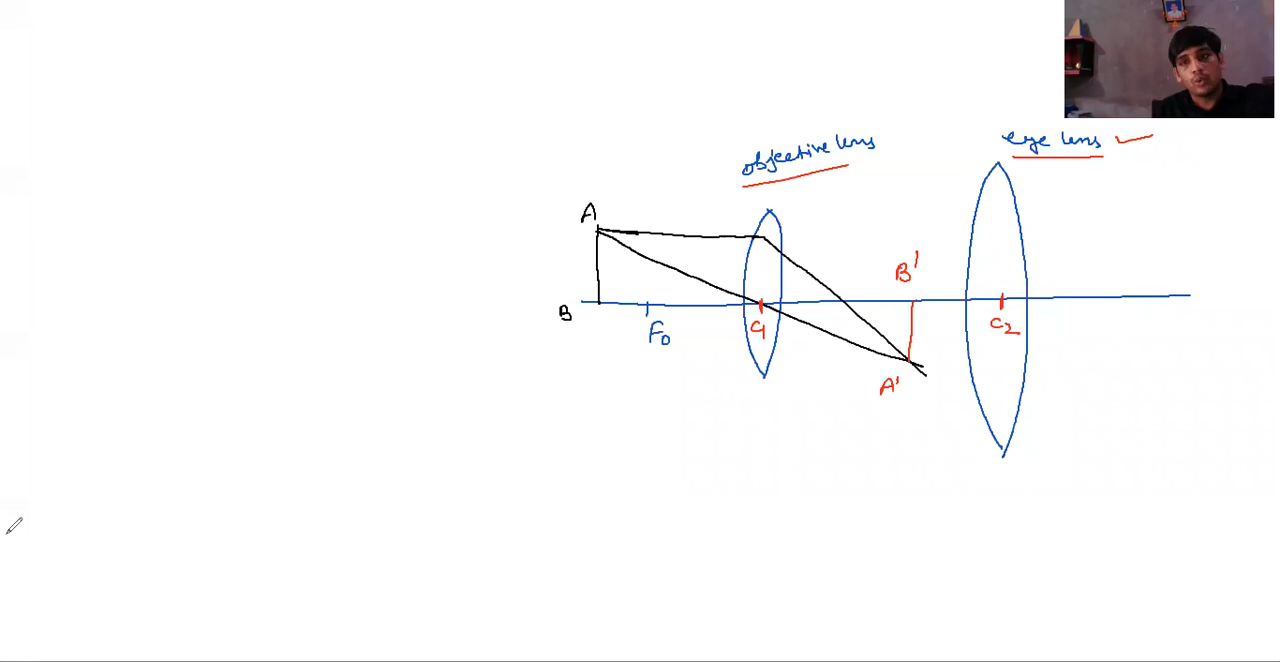 objective lens
eye lens
A
B
F₀
C₁
B'
A'
C₂